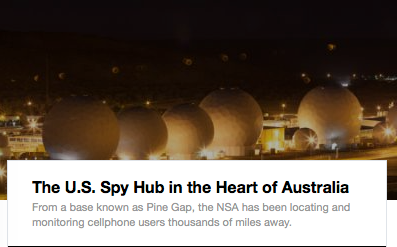 The U.S. Spy Hub in the Heart of Australia
From a base known as Pine Gap, the NSA has been locating and
monitoring cellphone users thousands of miles away.